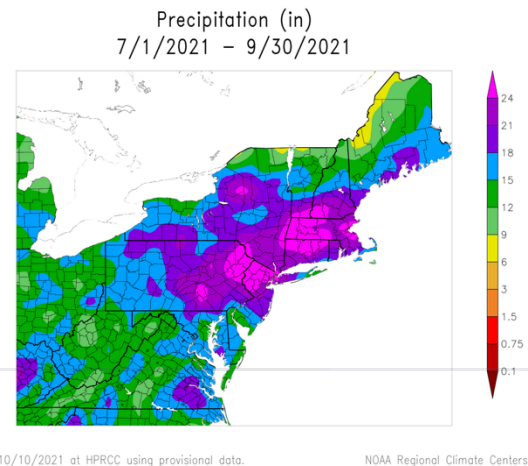 Precipitation (in)
7/1/2021 – 9/30/2021
24
21
18
15
12
9
6
3
1.5
0.75
0.1
10/10/2021 at HPRCC using provisional data.
NOAA Regional Climate Centers